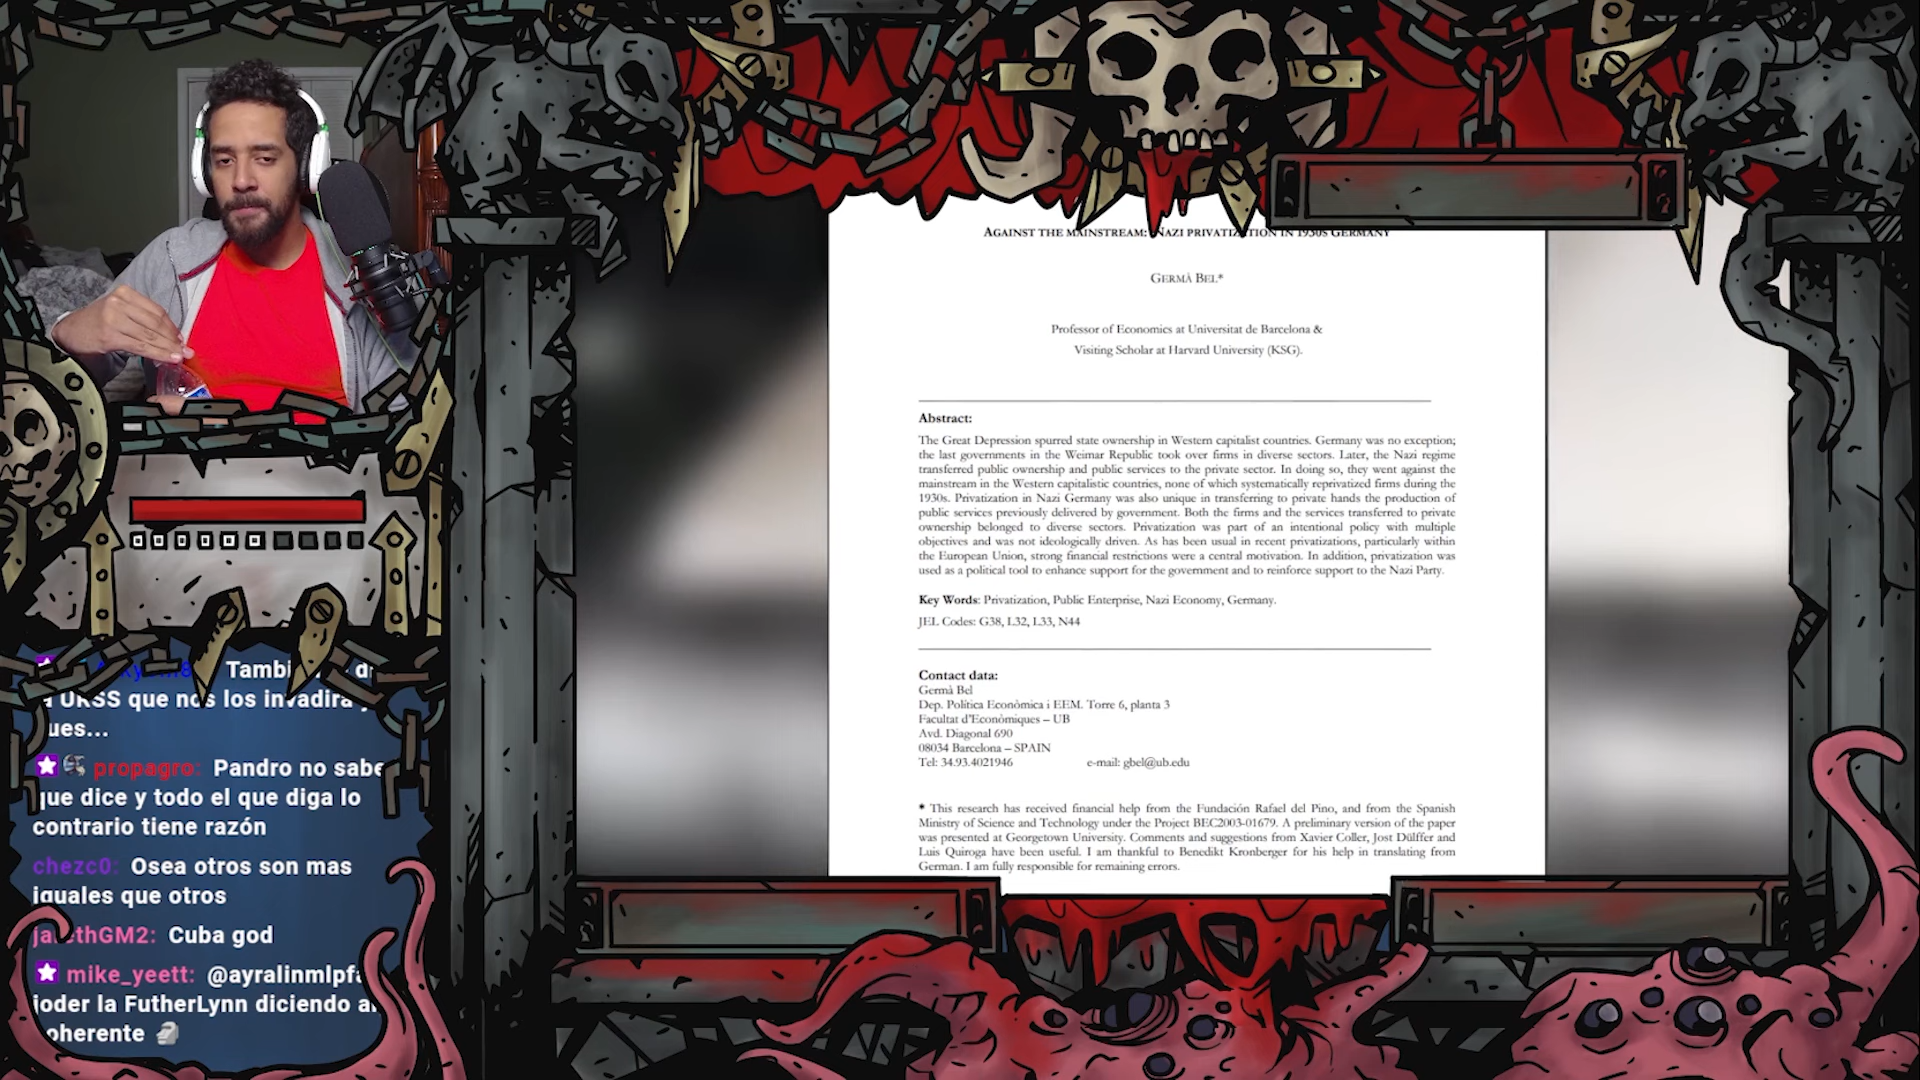 AGAINST THE MAINSTREAM: NAZI PRIVATIZATION IN 1930S GERMANY
GERMÀ BEL*
Professor of Economics at Universitat de Barcelona &
Visiting Scholar at Harvard University (KSG).
Abstract:
The Great Depression spurred state ownership in Western capitalist countries. Germany was no exception;
the last governments in the Weimar Republic took over firms in diverse sectors. Later, the Nazi regime
transferred public ownership and public services to the private sector. In doing so, they went against the
mainstream in the Western capitalistic countries, none of which systematically reprivatized firms during the
1930s. Privatization in Nazi Germany was also unique in transferring to private hands the production of
public services previously delivered by government. Both the firms and the services transferred to private
ownership belonged to diverse sectors. Privatization was part of an intentional policy with multiple
objectives and was not ideologically driven. As has been usual in recent privatizations, particularly within
the European Union, strong financial restrictions were a central motivation. In addition, privatization was
used as a political tool to enhance support for the government and to reinforce support to the Nazi Party.
Key Words: Privatization, Public Enterprise, Nazi Economy, Germany.
JEL Codes: G38, L32, L33, N44
Contact data:
Germà Bel
Dep. Política Econòmica i EEM. Torre 6, planta 3
Facultat d'Econòmiques – UB
Avd. Diagonal 690
08034 Barcelona – SPAIN
Tel: 34.93.4021946 e-mail: gbel@ub.edu
* This research has received financial help from the Fundación Rafael del Pino, and from the Spanish
Ministry of Science and Technology under the Project BEC2003-01679. A preliminary version of the paper
was presented at Georgetown University. Comments and suggestions from Xavier Coller, Jost Dülffer and
Luis Quiroga have been useful. I am thankful to Benedikt Kronberger for his help in translating from
German. I am fully responsible for remaining errors.
URSS que nos los invadira
propagro: Pandro no sabe
que dice y todo el que diga lo
contrario tiene razón
chezc0: Osea otros son mas
iguales que otros
Cuba god
mike_yeett: @ayralinmlpfa
joder la FutherLynn diciendo